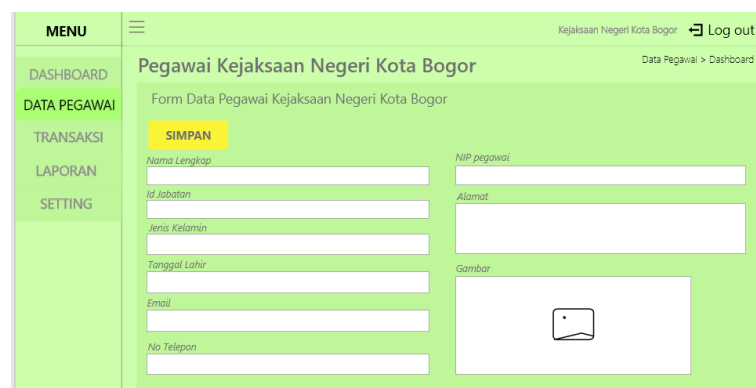 MENU
Kejaksaan Negeri Kota Bogor
Log out
DASHBOARD
DATA PEGAWAI
TRANSAKSI
LAPORAN
SETTING
Pegawai Kejaksaan Negeri Kota Bogor
Data Pegawai > Dashboard
Form Data Pegawai Kejaksaan Negeri Kota Bogor
SIMPAN
Nama Lengkap
Id Jabatan
Jenis Kelamin
Tanggal Lahir
Email
No Telepon
NIP pegawai
Alamat
Gambar